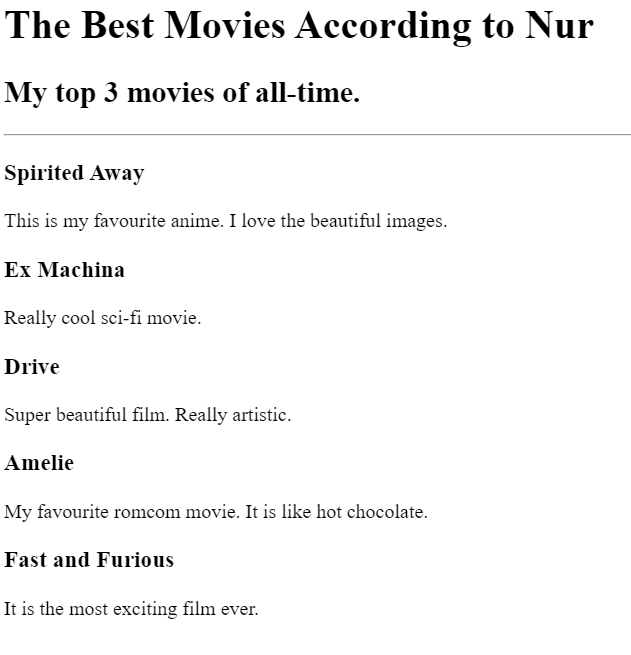 The Best Movies According to Nur
My top 3 movies of all-time.
Spirited Away
This is my favourite anime. I love the beautiful images.
Ex Machina
Really cool sci-fi movie.
Drive
Super beautiful film. Really artistic.
Amelie
My favourite romcom movie. It is like hot chocolate.
Fast and Furious
It is the most exciting film ever.